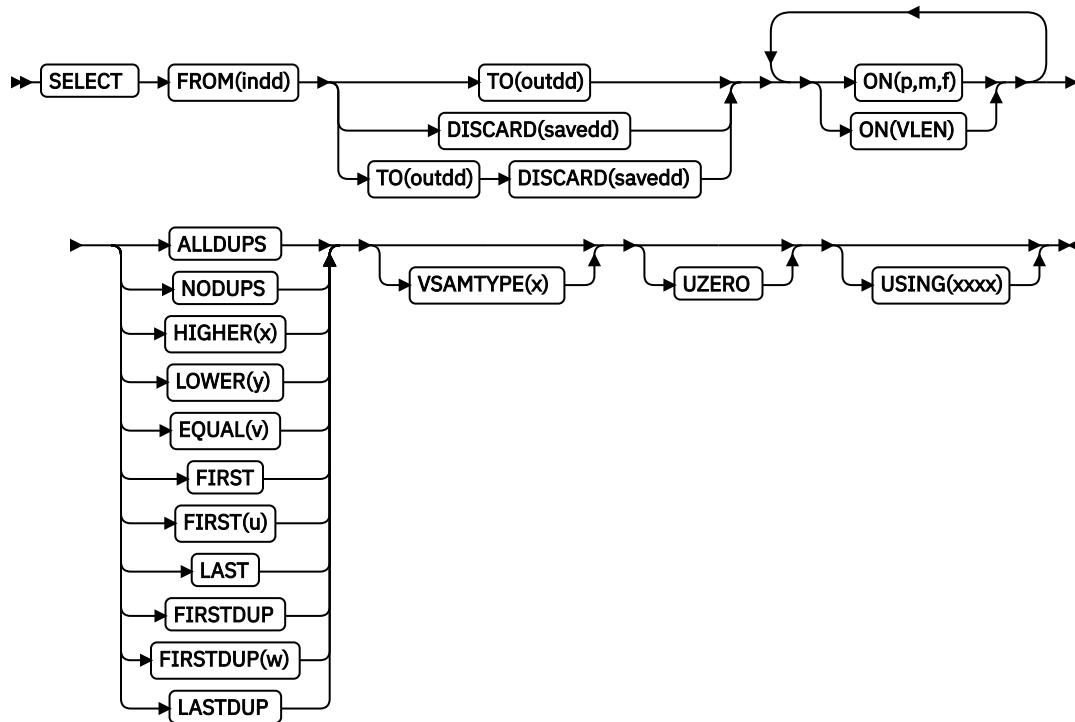 SELECT FROM(indd) TO(outdd) ON(p,m,f)
DISCARD(savedd) ON(VLEN)
TO(outdd) DISCARD(savedd)
ALLDUPS
NODUPS VSAMTYPE(x) UZERO USING(xxxx)
HIGHER(x)
LOWER(y)
EQUAL(v)
FIRST
FIRST(u)
LAST
FIRSTDUP
FIRSTDUP(w)
LASTDUP